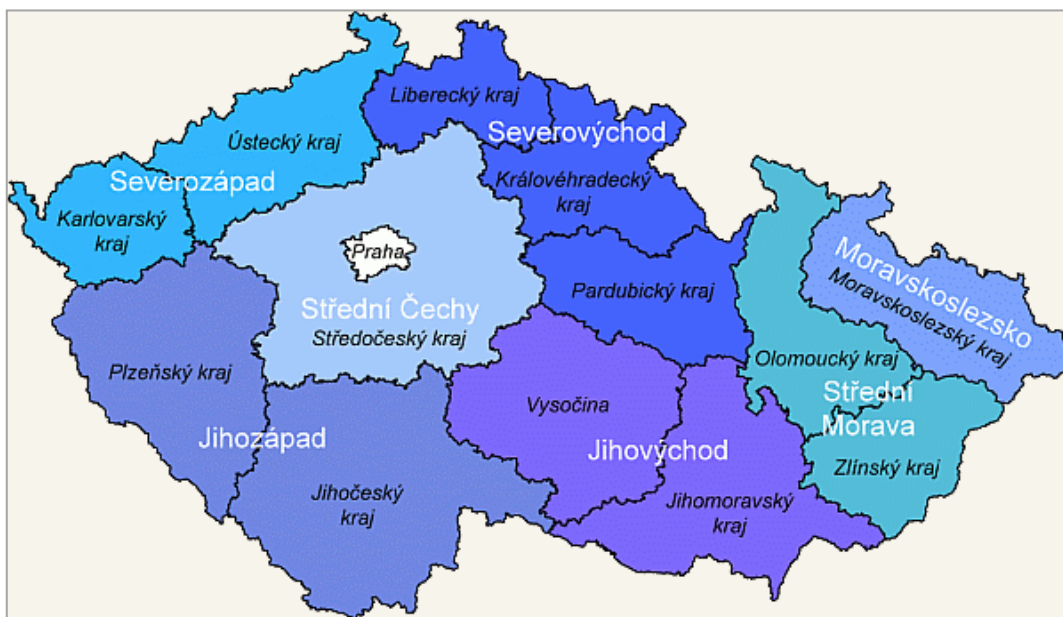 Liberecký kraj
Severovýchod
Ústecký kraj
Severozápad
Královéhradecký
kraj
Karlovarský
kraj
Praha
Moravskoslezsko
Moravskoslezský kraj
Pardubický kraj
Střední Čechy
Středočeský kraj
Olomoucký kraj
Plzeňský kraj
Střední
Morava
Vysočina
Jihozápad
Jihovýchod
Zlínský kraj
Jihočeský
kraj
Jihomoravský
kraj